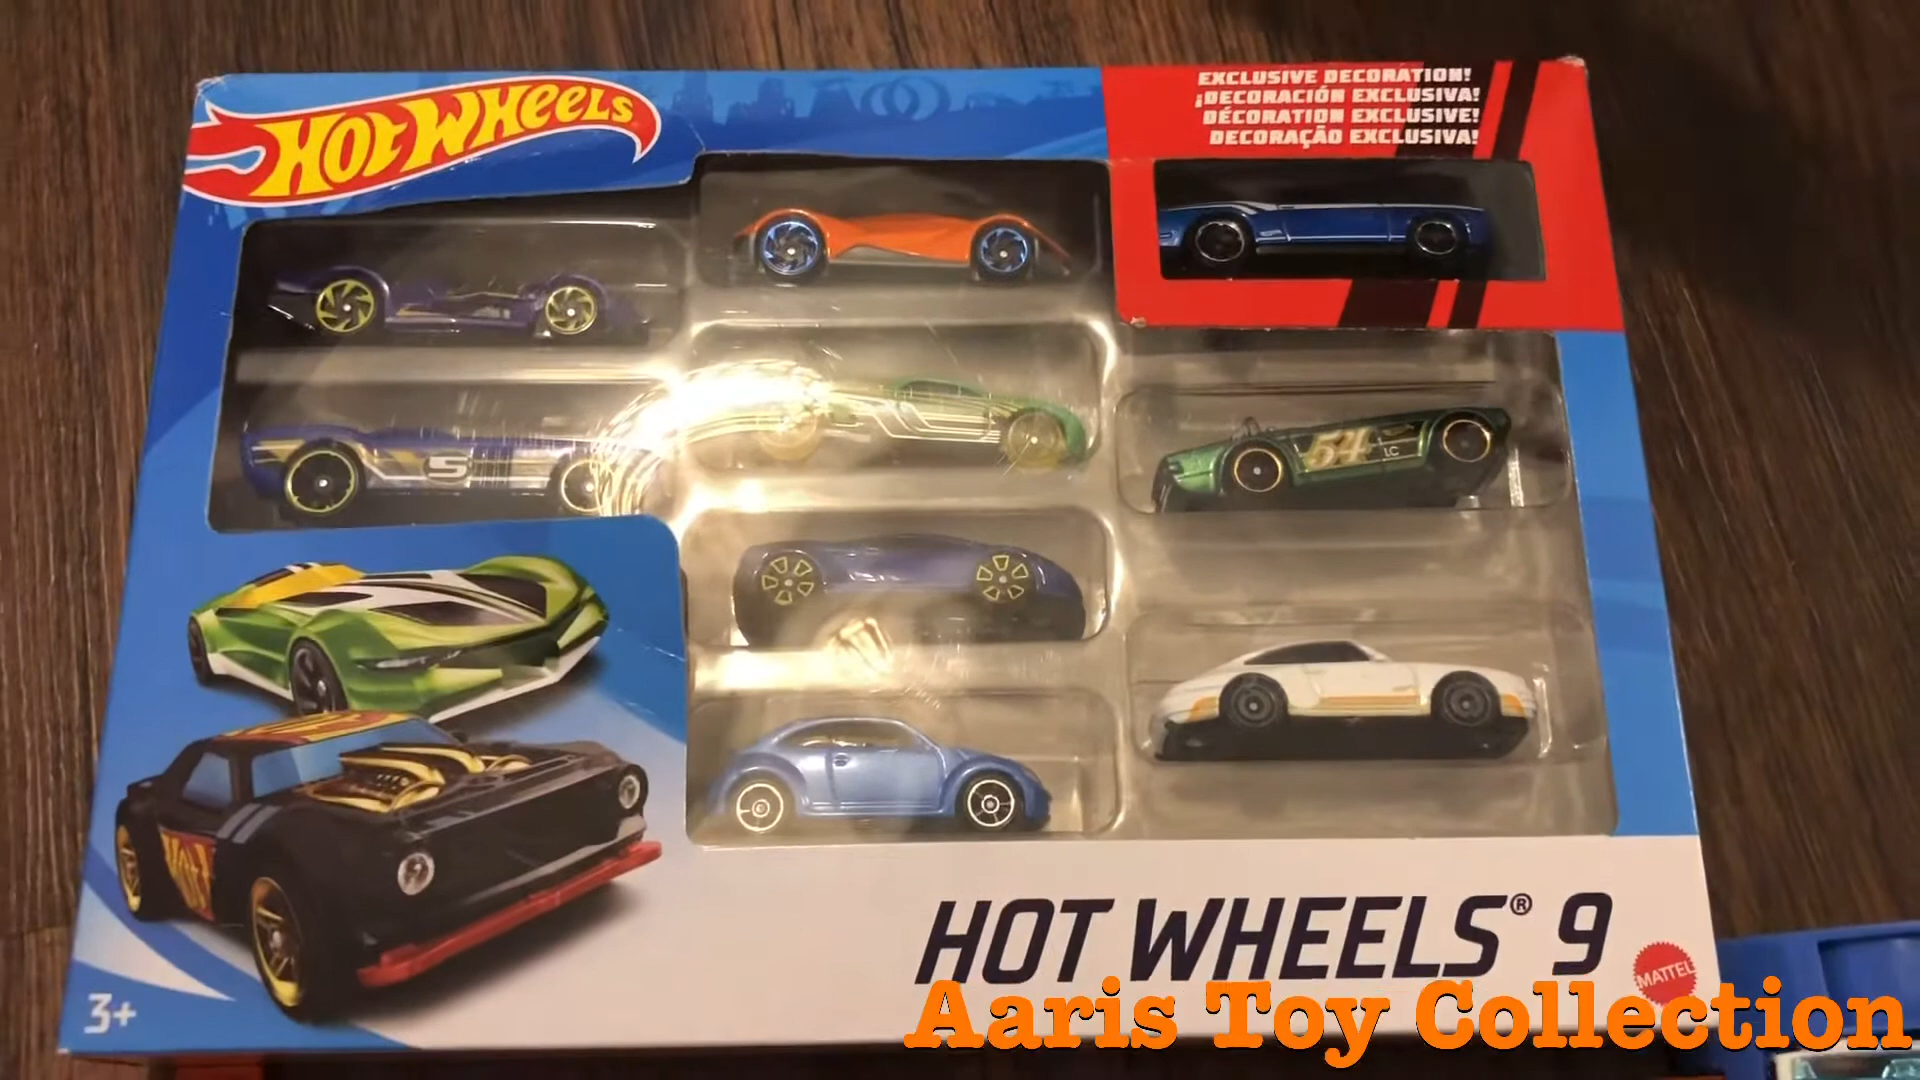 HOT WHEELS
EXCLUSIVE DECORATION!
¡DECORACIÓN EXCLUSIVA!
DÉCORATION EXCLUSIVE!
DECORAÇÃO EXCLUSIVA!
S
54
LC
HOT WHEELS® 9
MATTEL
3+
Aaris Toy Collection